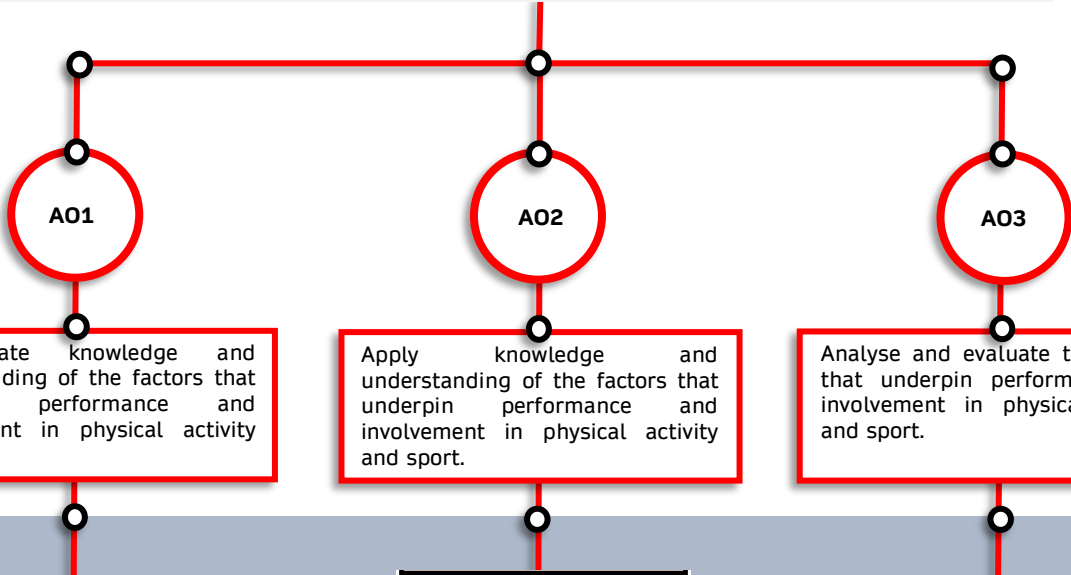 AO1
AO2
AO3
ate knowledge and
ding of the factors that
performance and
nt in physical activity
Apply knowledge and
understanding of the factors that
underpin performance and
involvement in physical activity
and sport.
Analyse and evaluate t
that underpin perform
involvement in physica
and sport.